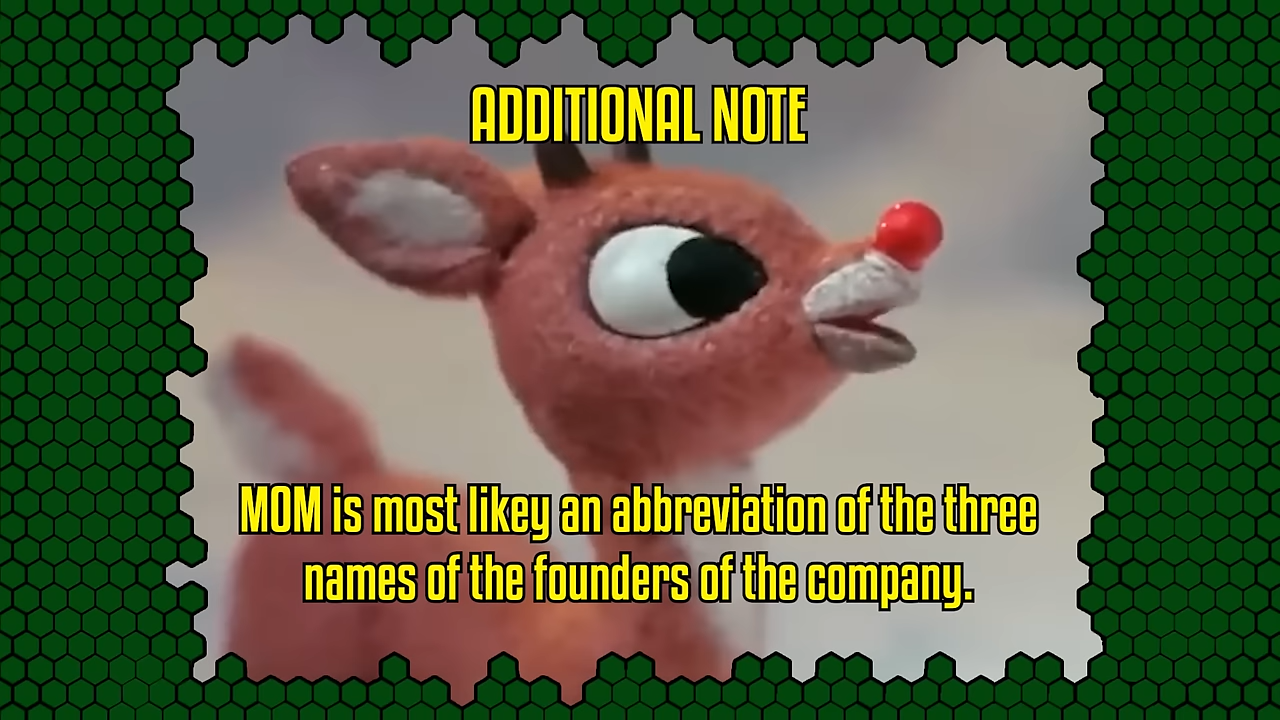 ADDITIONAL NOTE
MOM is most likey an abbreviation of the three
names of the founders of the company.